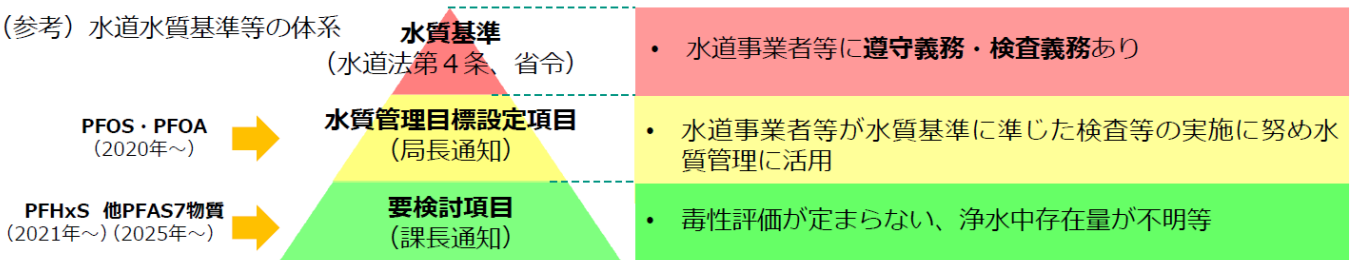 （参考）水道水質基準等の体系
水質基準
（水道法第４条、省令）
• 水道事業者等に遵守義務・検査義務あり
PFOS・PFOA
（2020年～）
水質管理目標設定項目
（局長通知）
• 水道事業者等が水質基準に準じた検査等の実施に努め水
質管理に活用
PFHxS 他PFAS7物質
（2021年～）（2025年～）
要検討項目
（課長通知）
• 毒性評価が定まらない、浄水中存在量が不明等